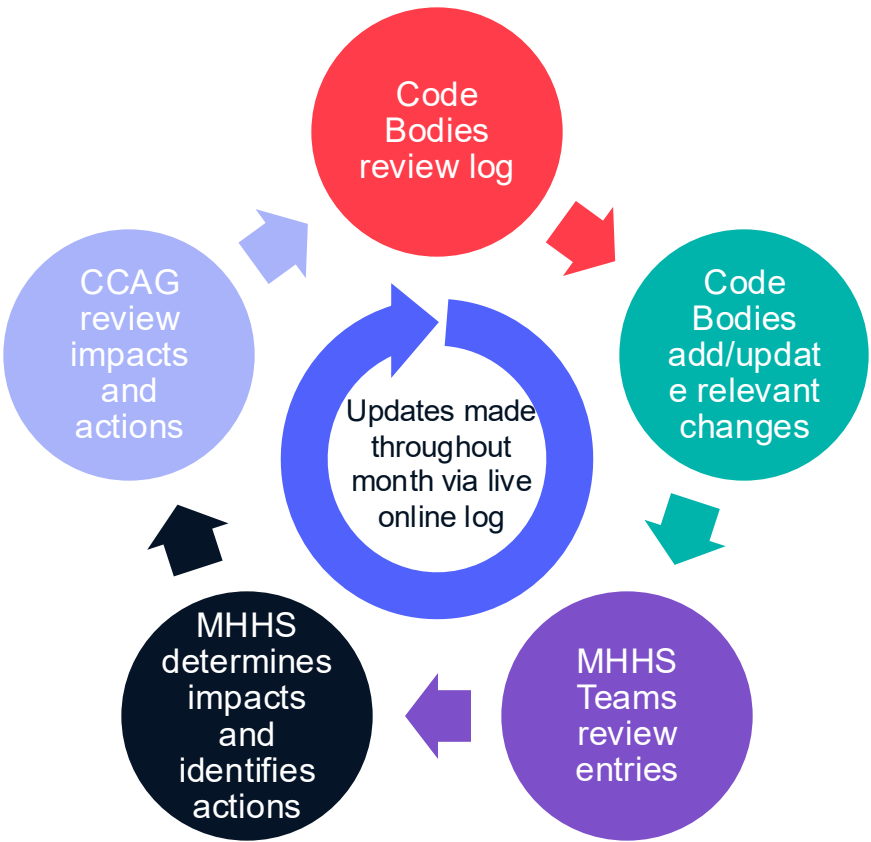 Code
Bodies
review log
CCAG
review
impacts
and
actions
Code
Bodies
add/updat
e relevant
changes
Updates made
throughout
month via live
online log
MHHS
determines
impacts
and
identifies
actions
MHHS
Teams
review
entries